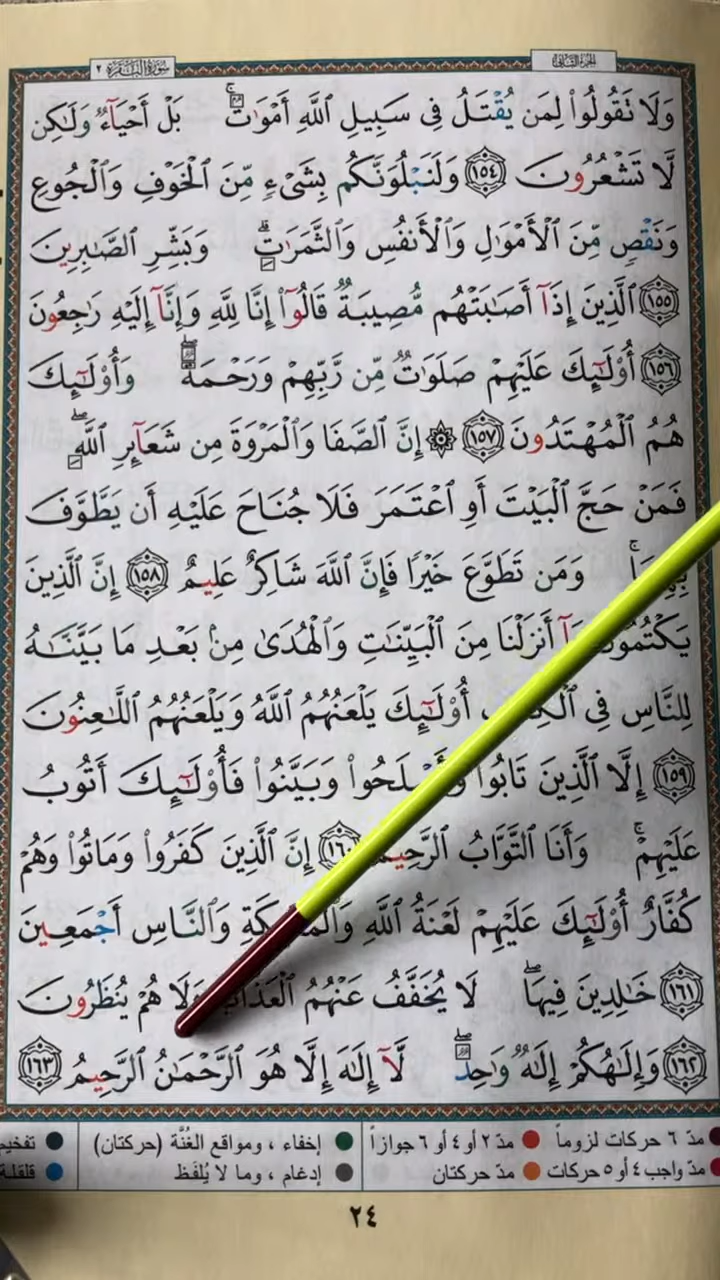 الجزء الثاني
سورة البقرة ٢
وَلَا تَقُولُوا۟ لِمَن يُقْتَلُ فِى سَبِيلِ ٱللَّهِ أَمْوَٰتٌۢ ۚ بَلْ أَحْيَآءٌ وَلَٰكِن
لَّا تَشْعُرُونَ ١٥٤ وَلَنَبْلُوَنَّكُم بِشَىْءٍ مِّنَ ٱلْخَوْفِ وَٱلْجُوعِ
وَنَقْصٍ مِّنَ ٱلْأَمْوَٰلِ وَٱلْأَنفُسِ وَٱلثَّمَرَٰتِ ۗ وَبَشِّرِ ٱلصَّٰبِرِينَ
١٥٥ ٱلَّذِينَ إِذَآ أَصَٰبَتْهُم مُّصِيبَةٌ قَالُوٓا۟ إِنَّا لِلَّهِ وَإِنَّآ إِلَيْهِ رَٰجِعُونَ
١٥٦ أُو۟لَٰٓئِكَ عَلَيْهِمْ صَلَوَٰتٌ مِّن رَّبِّهِمْ وَرَحْمَةٌ ۖ وَأُو۟لَٰٓئِكَ
هُمُ ٱلْمُهْتَدُونَ ١٥٧ ۞ إِنَّ ٱلصَّفَا وَٱلْمَرْوَةَ مِن شَعَآئِرِ ٱللَّهِ ۖ
فَمَنْ حَجَّ ٱلْبَيْتَ أَوِ ٱعْتَمَرَ فَلَا جُنَاحَ عَلَيْهِ أَن يَطَّوَّفَ
وَمَن تَطَوَّعَ خَيْرًا فَإِنَّ ٱللَّهَ شَاكِرٌ عَلِيمٌ ١٥٨ إِنَّ ٱلَّذِينَ
أَنزَلْنَا مِنَ ٱلْبَيِّنَٰتِ وَٱلْهُدَىٰ مِنۢ بَعْدِ مَا بَيَّنَّٰهُ
لِلنَّاسِ فِى أُو۟لَٰٓئِكَ يَلْعَنُهُمُ ٱللَّهُ وَيَلْعَنُهُمُ ٱللَّٰعِنُونَ
١٥٩ إِلَّا ٱلَّذِينَ تَابُوا۟ وَأَصْلَحُوا۟ وَبَيَّنُوا۟ فَأُو۟لَٰٓئِكَ أَتُوبُ
عَلَيْهِمْ ۚ وَأَنَا ٱلتَّوَّابُ ٱلرَّحِيمُ ١٦٠ إِنَّ ٱلَّذِينَ كَفَرُوا۟ وَمَاتُوا۟ وَهُمْ
كُفَّارٌ أُو۟لَٰٓئِكَ عَلَيْهِمْ لَعْنَةُ ٱللَّهِ وَٱلْمَلَٰٓئِكَةِ وَٱلنَّاسِ أَجْمَعِينَ
١٦١ خَٰلِدِينَ فِيهَا ۖ لَا يُخَفَّفُ عَنْهُمُ ٱلْعَذَابُ وَلَا هُمْ يُنظَرُونَ
١٦٢ وَإِلَٰهُكُمْ إِلَٰهٌ وَٰحِدٌ ۖ لَّآ إِلَٰهَ إِلَّا هُوَ ٱلرَّحْمَٰنُ ٱلرَّحِيمُ ١٦٣
مدّ ٦ حركات لزوماً مدّ ٢ أو ٤ أو ٦ جوازاً إخفاء ، ومواقع الغُنَّة (حركتان) تفخيم
مدّ واجب ٤ أو ٥ حركات مدّ حركتان إدغام ، وما لا يُلفَظ قلقلة
٢٤